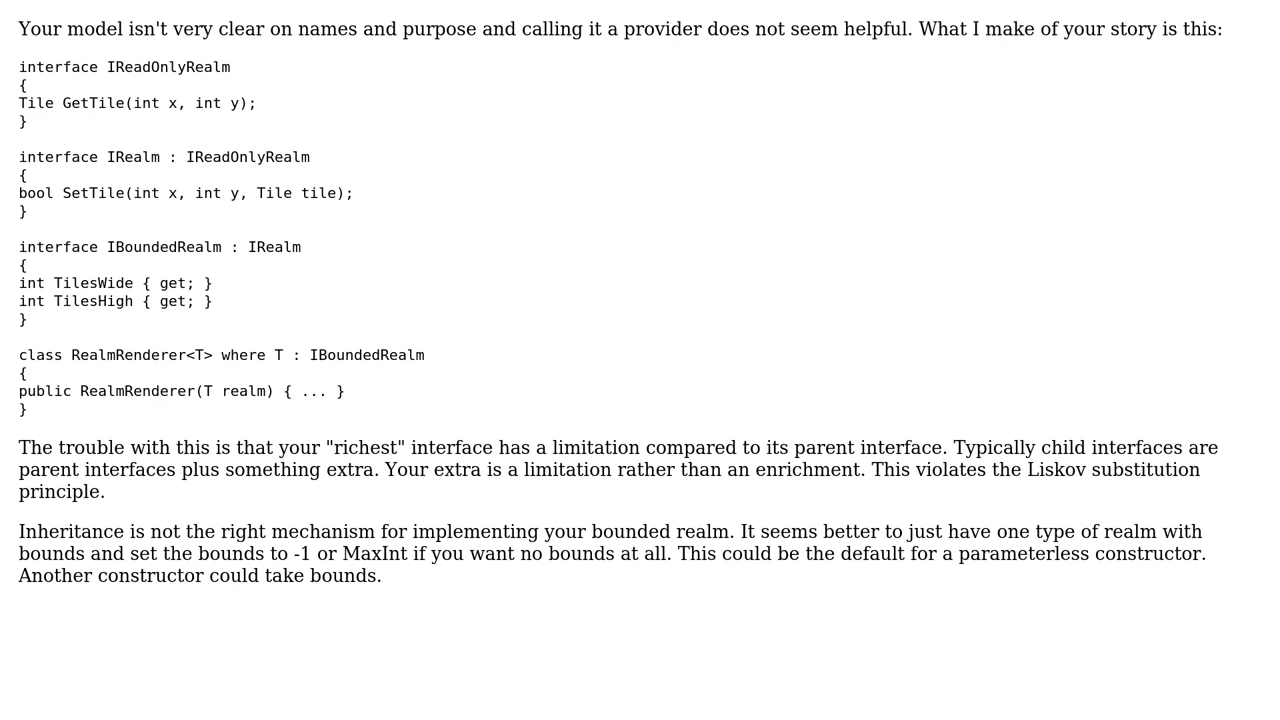 Your model isn't very clear on names and purpose and calling it a provider does not seem helpful. What I make of your story is this:
interface IReadOnlyRealm
{
Tile GetTile(int x, int y);
}
interface IRealm : IReadOnlyRealm
{
bool SetTile(int x, int y, Tile tile);
}
interface IBoundedRealm : IRealm
{
int TilesWide { get; }
int TilesHigh { get; }
}
class RealmRenderer<T> where T : IBoundedRealm
{
public RealmRenderer(T realm) { ... }
}
The trouble with this is that your "richest" interface has a limitation compared to its parent interface. Typically child interfaces are
parent interfaces plus something extra. Your extra is a limitation rather than an enrichment. This violates the Liskov substitution
principle.
Inheritance is not the right mechanism for implementing your bounded realm. It seems better to just have one type of realm with
bounds and set the bounds to -1 or MaxInt if you want no bounds at all. This could be the default for a parameterless constructor.
Another constructor could take bounds.